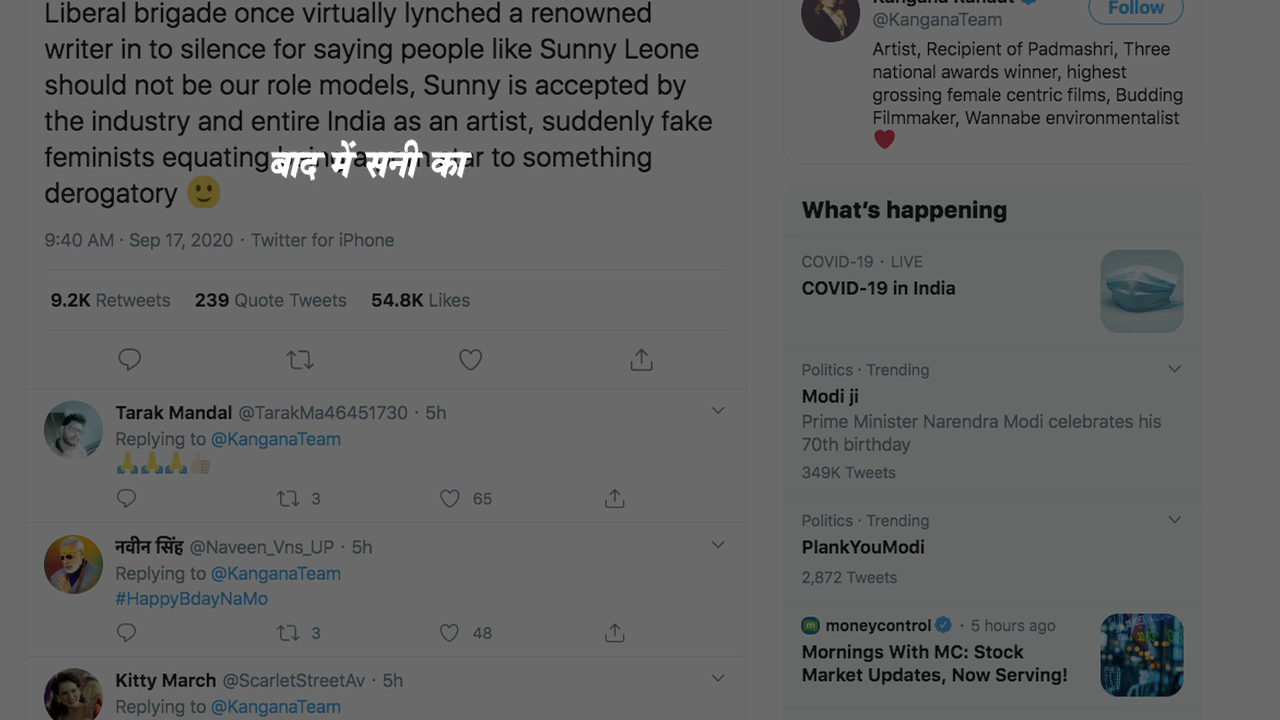 Liberal brigade once virtually lynched a renowned
writer in to silence for saying people like Sunny Leone
should not be our role models, Sunny is accepted by
the industry and entire India as an artist, suddenly fake
feminists equating to something
derogatory 🙂
बाद में सनी का
9:40 AM · Sep 17, 2020 · Twitter for iPhone
9.2K Retweets 239 Quote Tweets 54.8K Likes
Tarak Mandal @TarakMa46451730 · 5h
Replying to @KanganaTeam
🙏🙏🙏👍🏻
3 65
नवीन सिंह @Naveen_Vns_UP · 5h
Replying to @KanganaTeam
#HappyBdayNaMo
3 48
Kitty March @ScarletStreetAv · 5h
Replying to @KanganaTeam
Follow
@KanganaTeam
Artist, Recipient of Padmashri, Three
national awards winner, highest
grossing female centric films, Budding
Filmmaker, Wannabe environmentalist
❤️
What's happening
COVID-19 · LIVE
COVID-19 in India
Politics · Trending
Modi ji
Prime Minister Narendra Modi celebrates his
70th birthday
349K Tweets
Politics · Trending
PlankYouModi
2,872 Tweets
m moneycontrol · 5 hours ago
Mornings With MC: Stock
Market Updates, Now Serving!